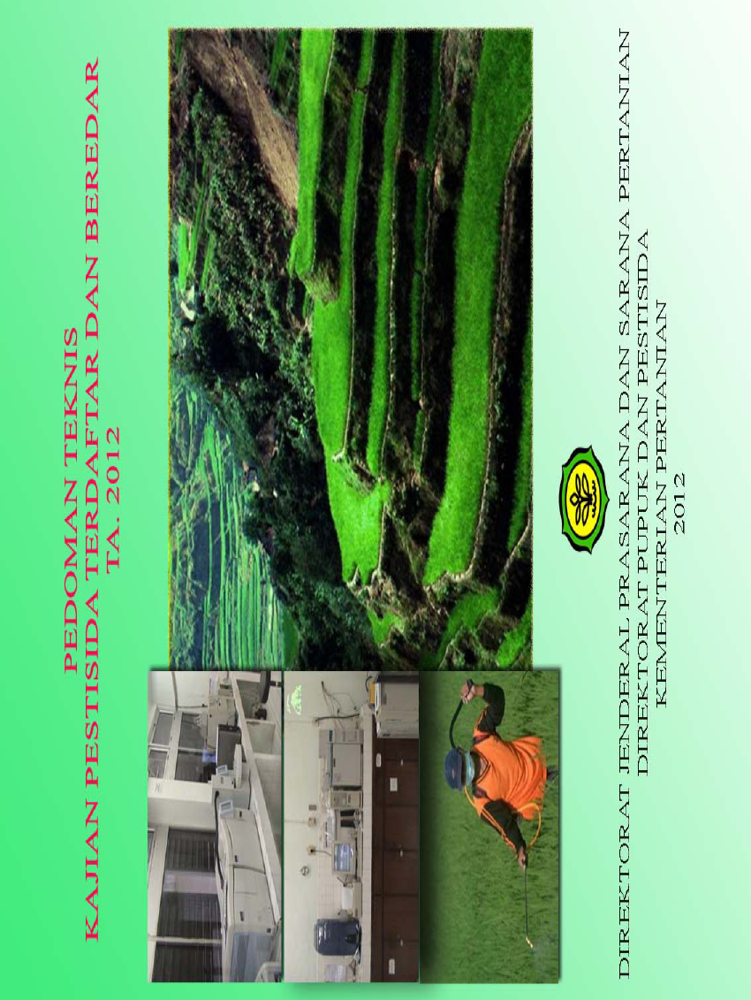 PEDOMAN TEKNIS
KAJIAN PESTISIDA TERDAFTAR DAN BEREDAR
TA. 2012
DIREKTORAT JENDERAL PRASARANA DAN SARANA PERTANIAN
DIREKTORAT PUPUK DAN PESTISIDA
KEMENTERIAN PERTANIAN
2012